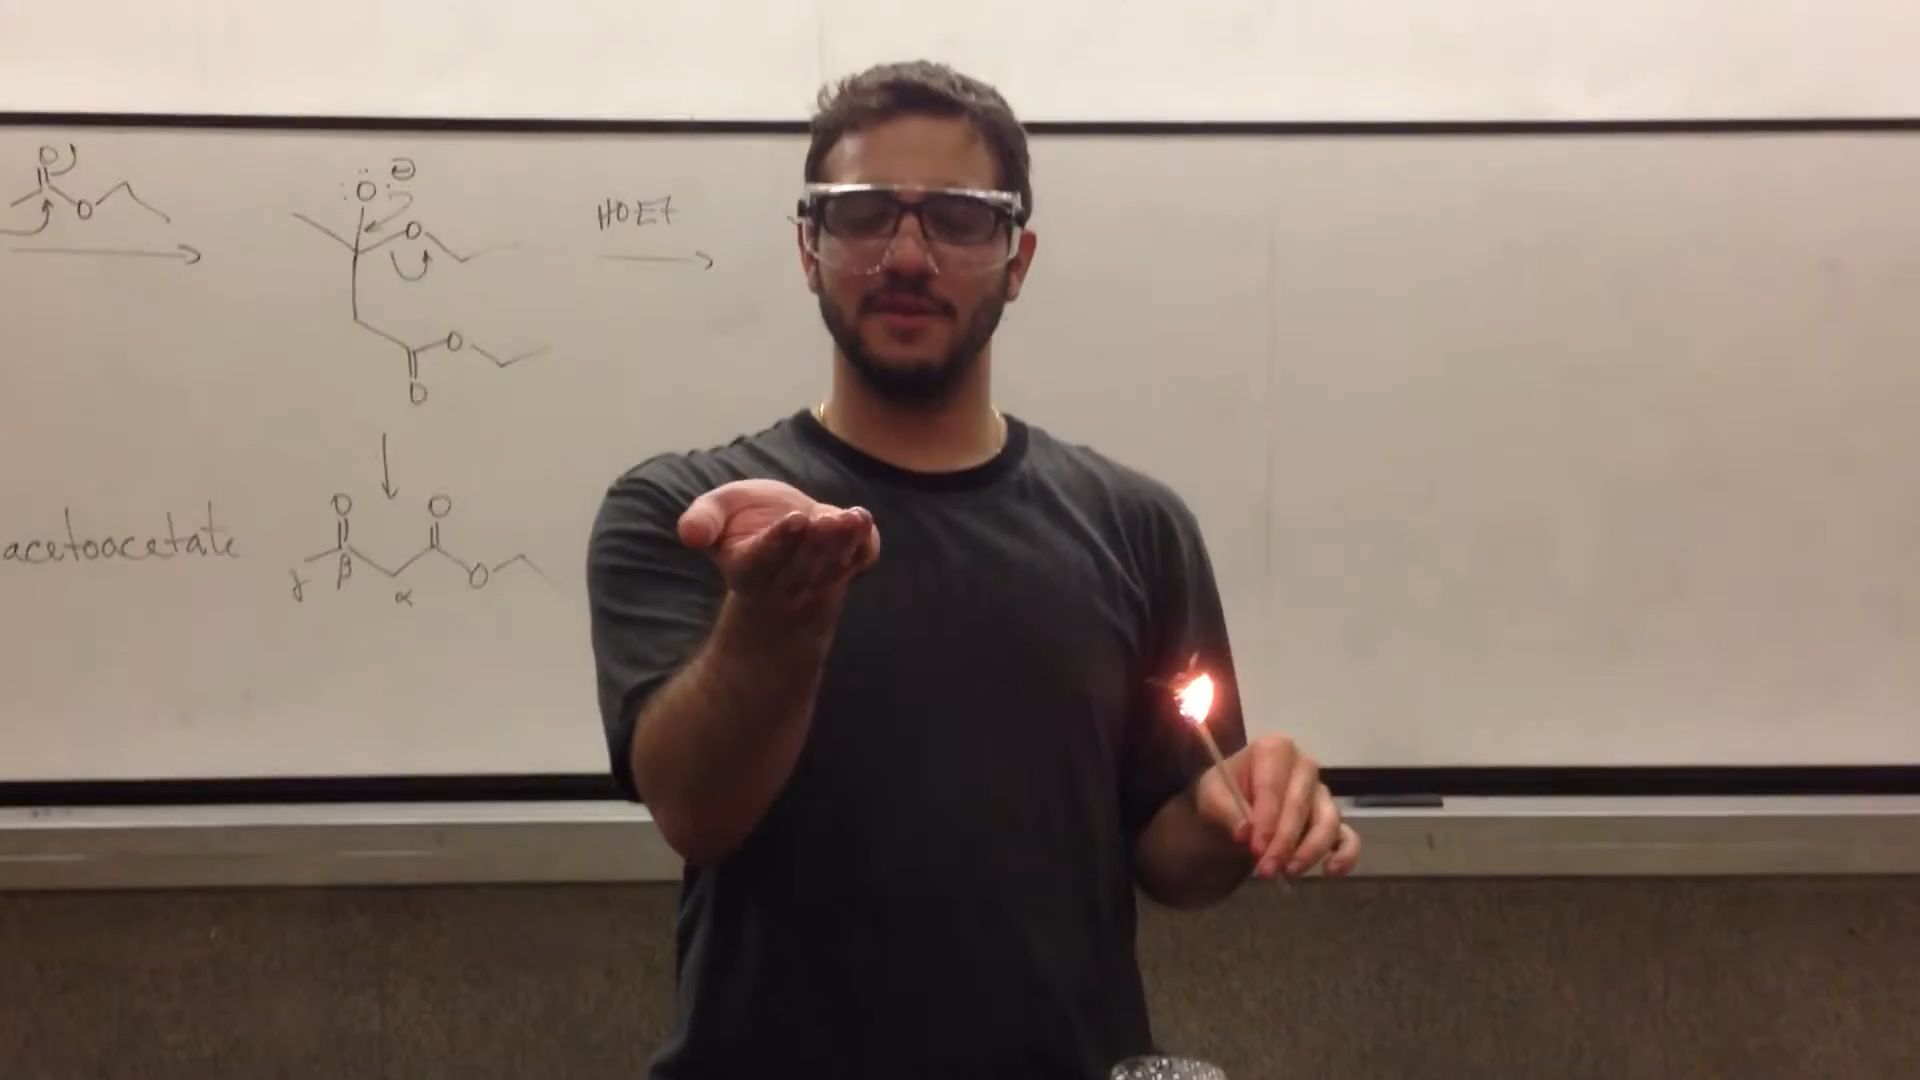 O
O
:Ö: ⊖
O
HOEt
O
O
acetoacetate
O O
γ β α O